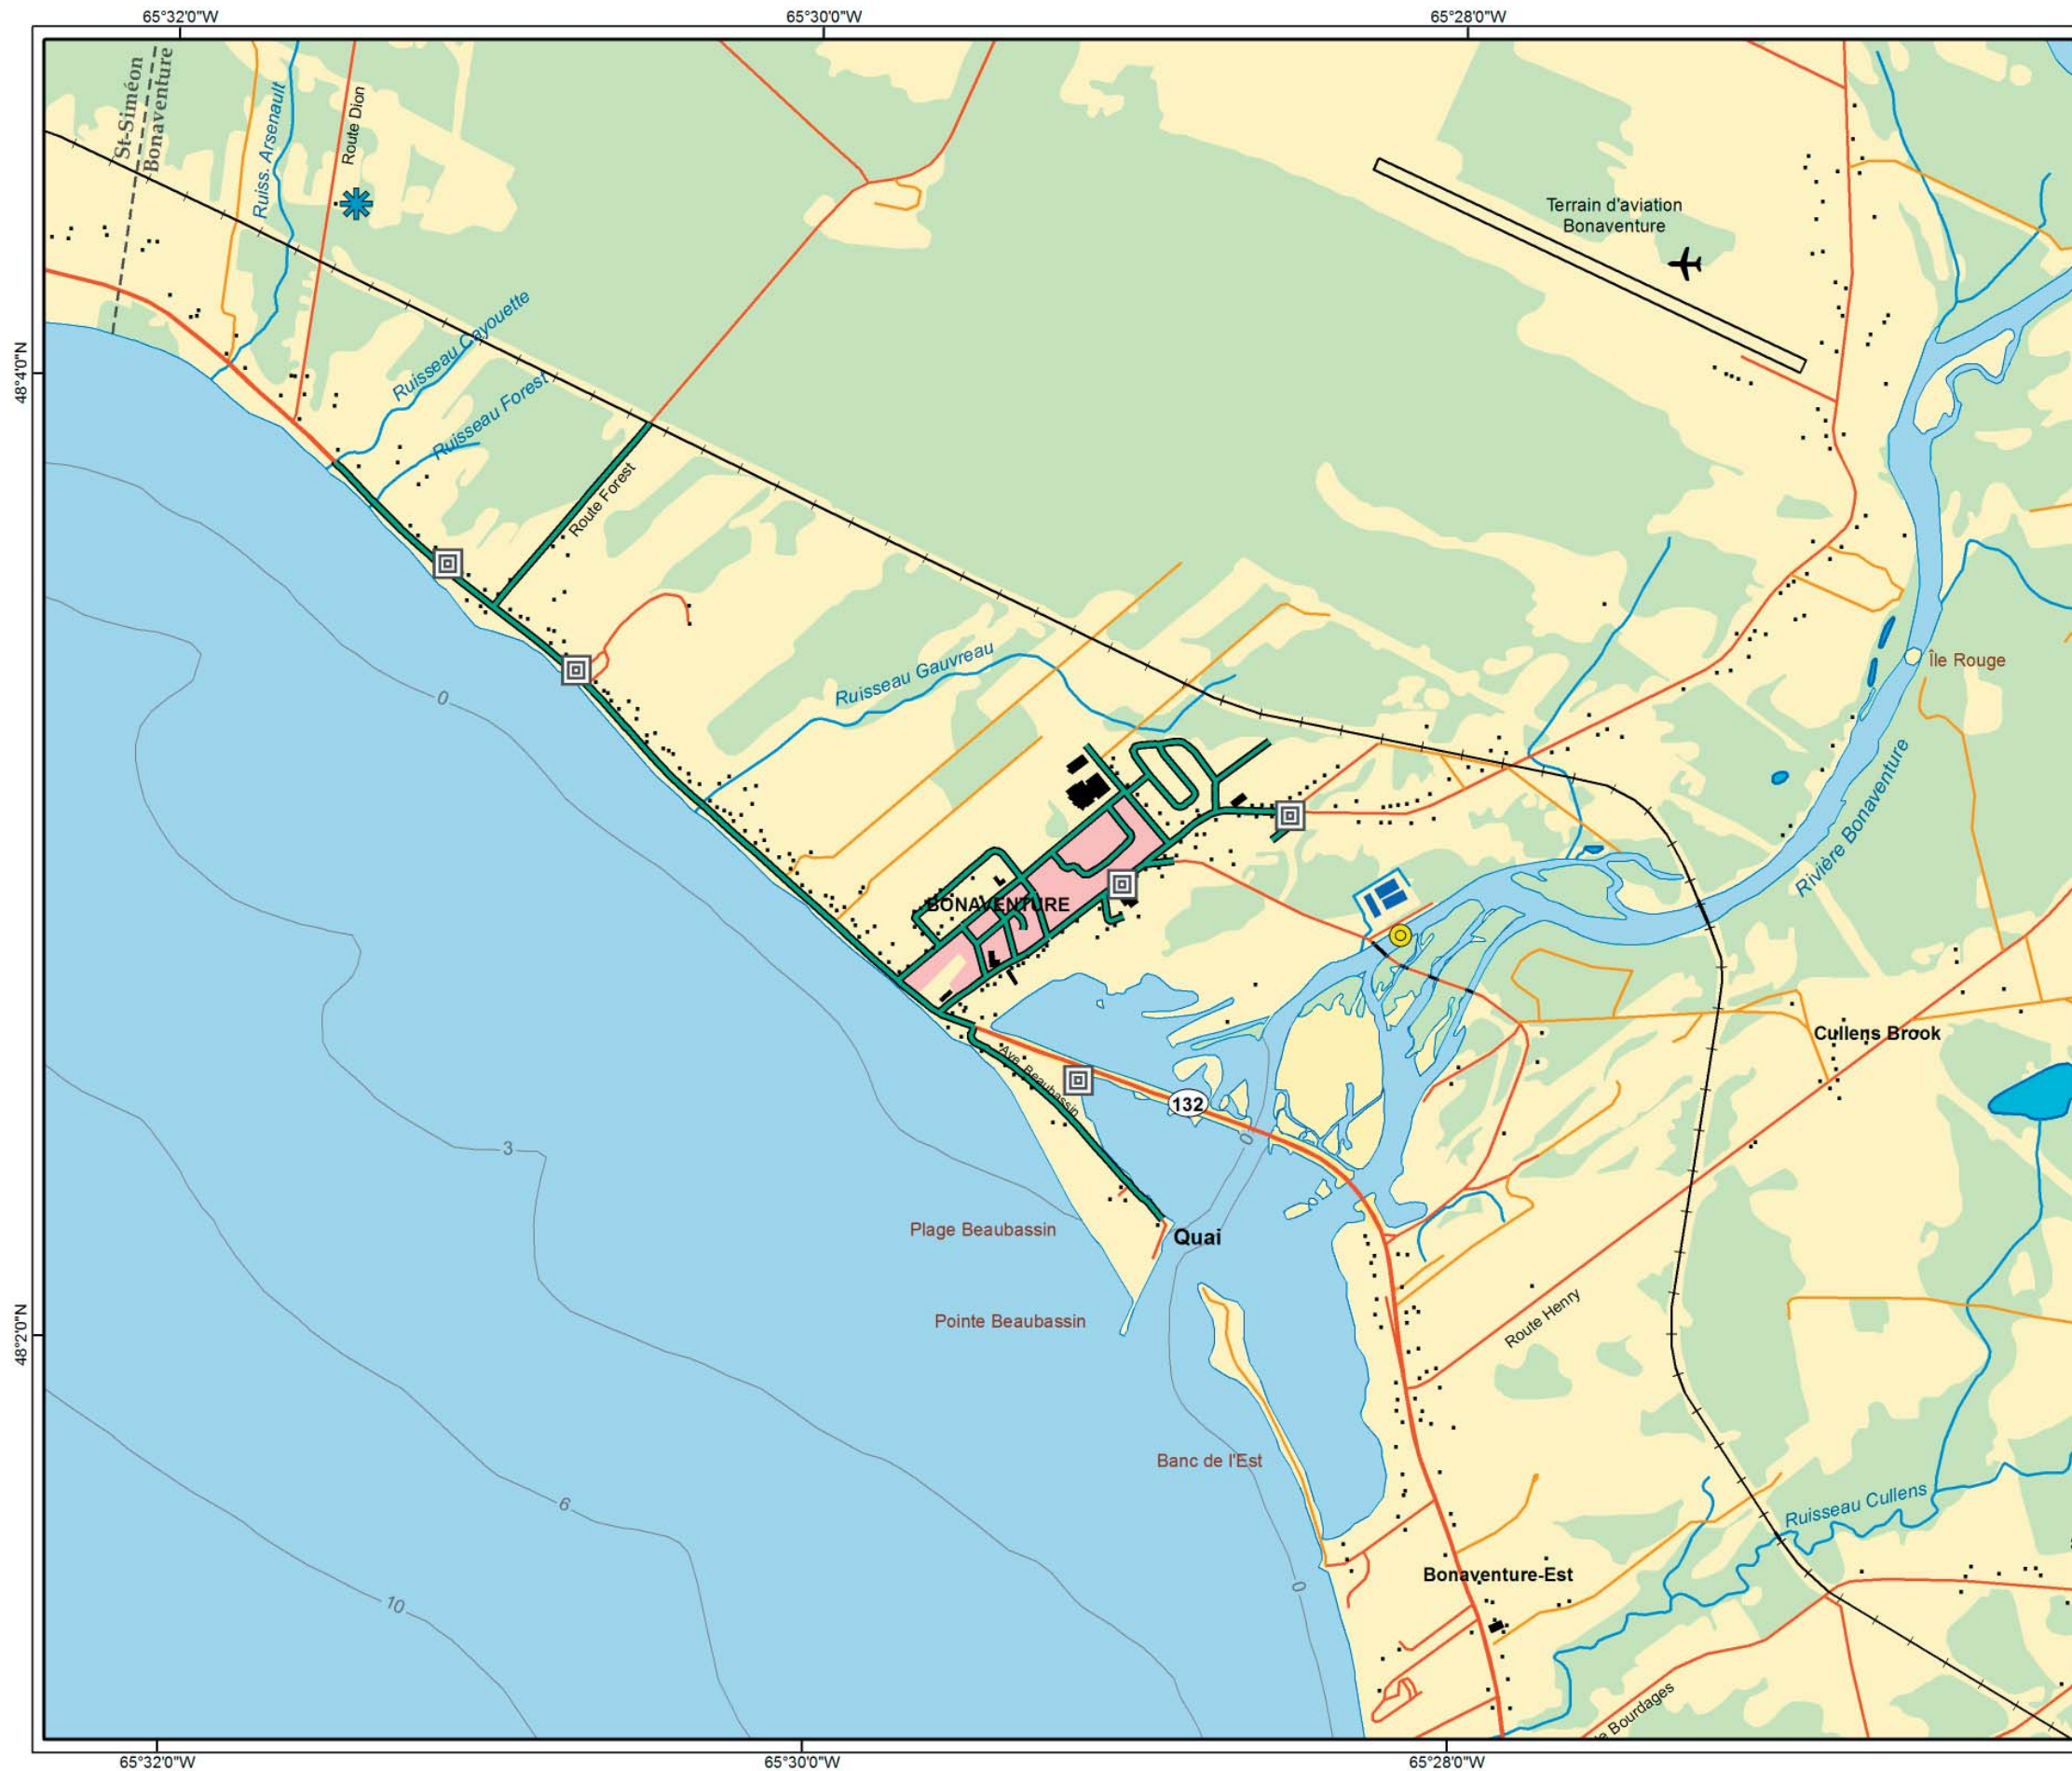 65°32'0"W
65°30'0"W
65°28'0"W
St-Siméon
Bonaventure
Ruiss. Arsenault
Route Dion
Terrain d'aviation
Bonaventure
48°4'0"N
Ruisseau Cayouette
Ruisseau Forest
Route Forest
Ruisseau Gauvreau
Île Rouge
0
Rivière Bonaventure
BONAVENTURE
Cullens Brook
Ave. Beaubassin
132
0
3
Plage Beaubassin
Quai
48°2'0"N
Pointe Beaubassin
Route Henry
Banc de l'Est
6
Ruisseau Cullens
Bonaventure-Est
0
10
Bourdages
65°32'0"W
65°30'0"W
65°28'0"W